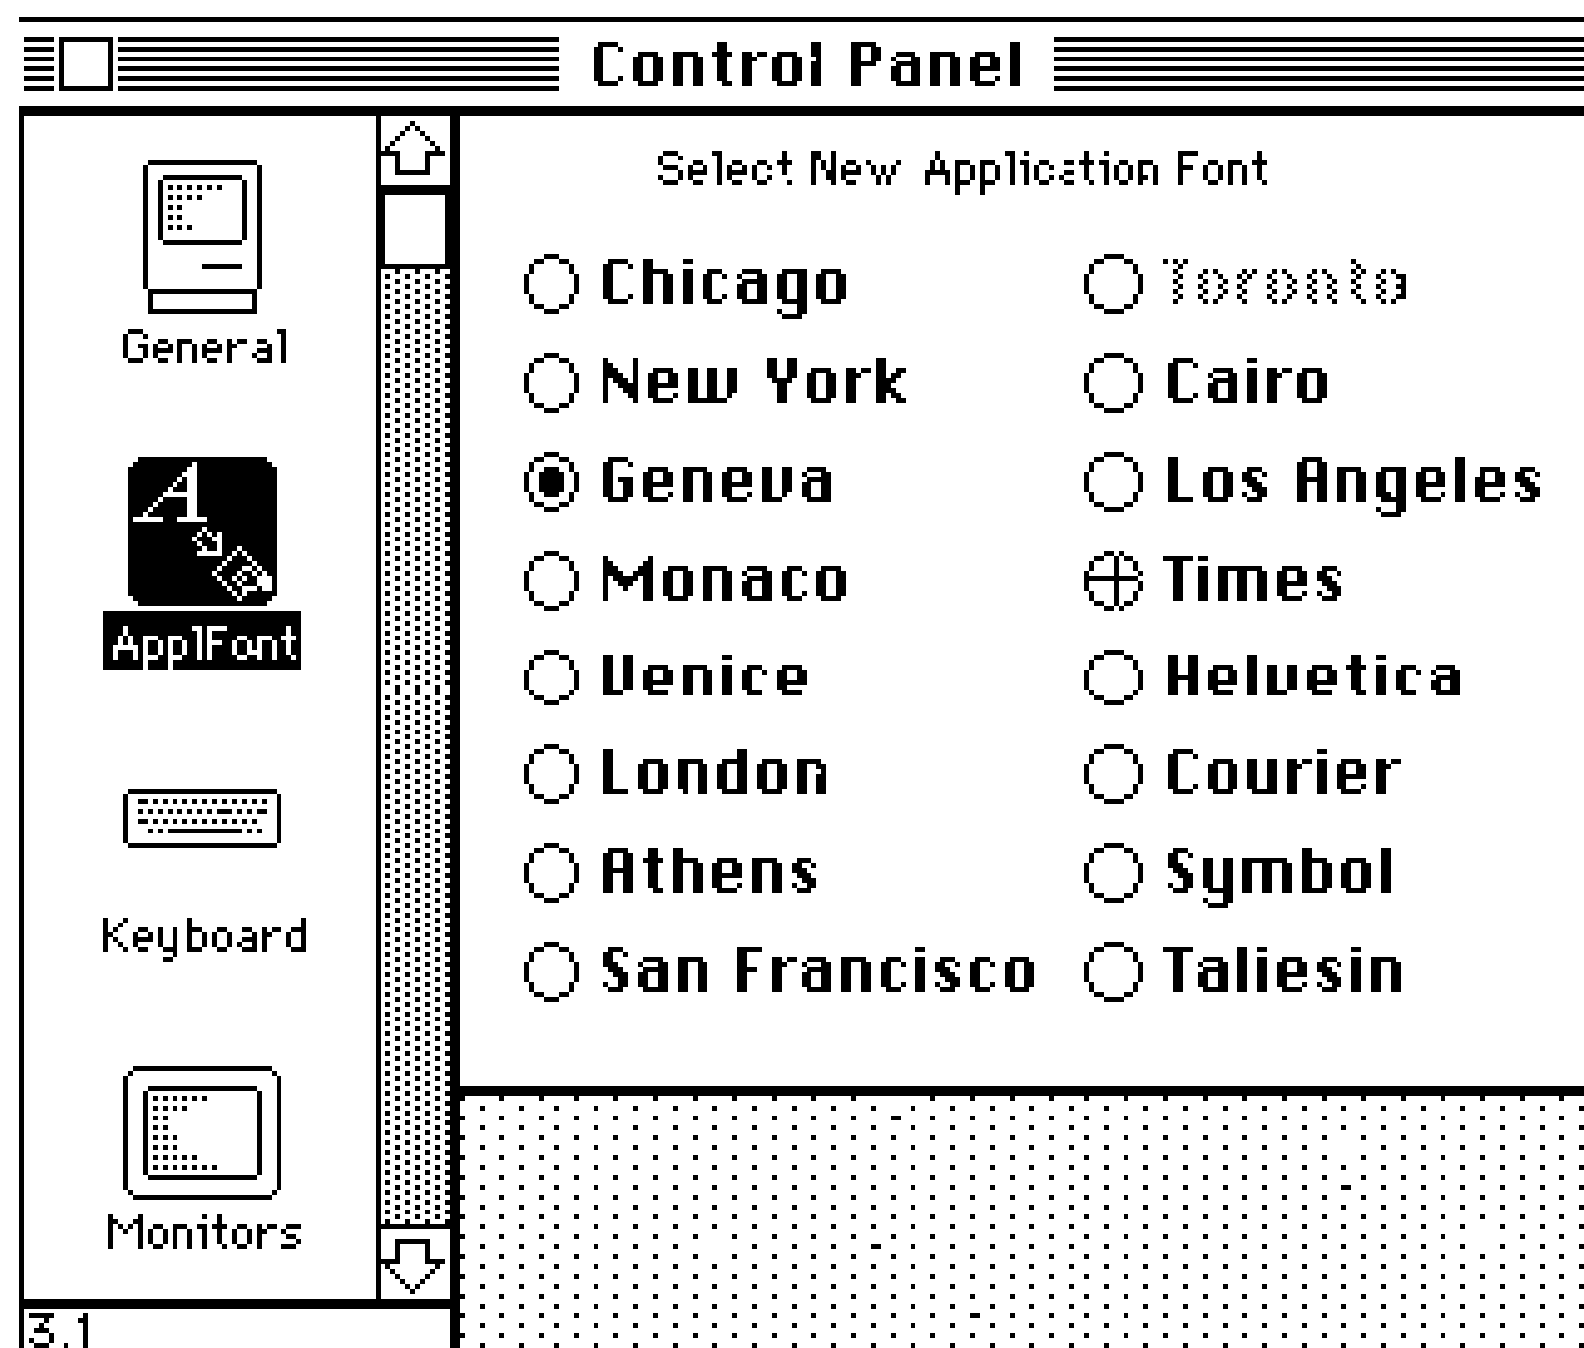 Control Panel
General
ApplFont
Keyboard
Monitors
3.1
Select New Application Font
Chicago
New York
Geneva
Monaco
Venice
London
Athens
San Francisco
Toronto
Cairo
Los Angeles
Times
Helvetica
Courier
Symbol
Taliesin